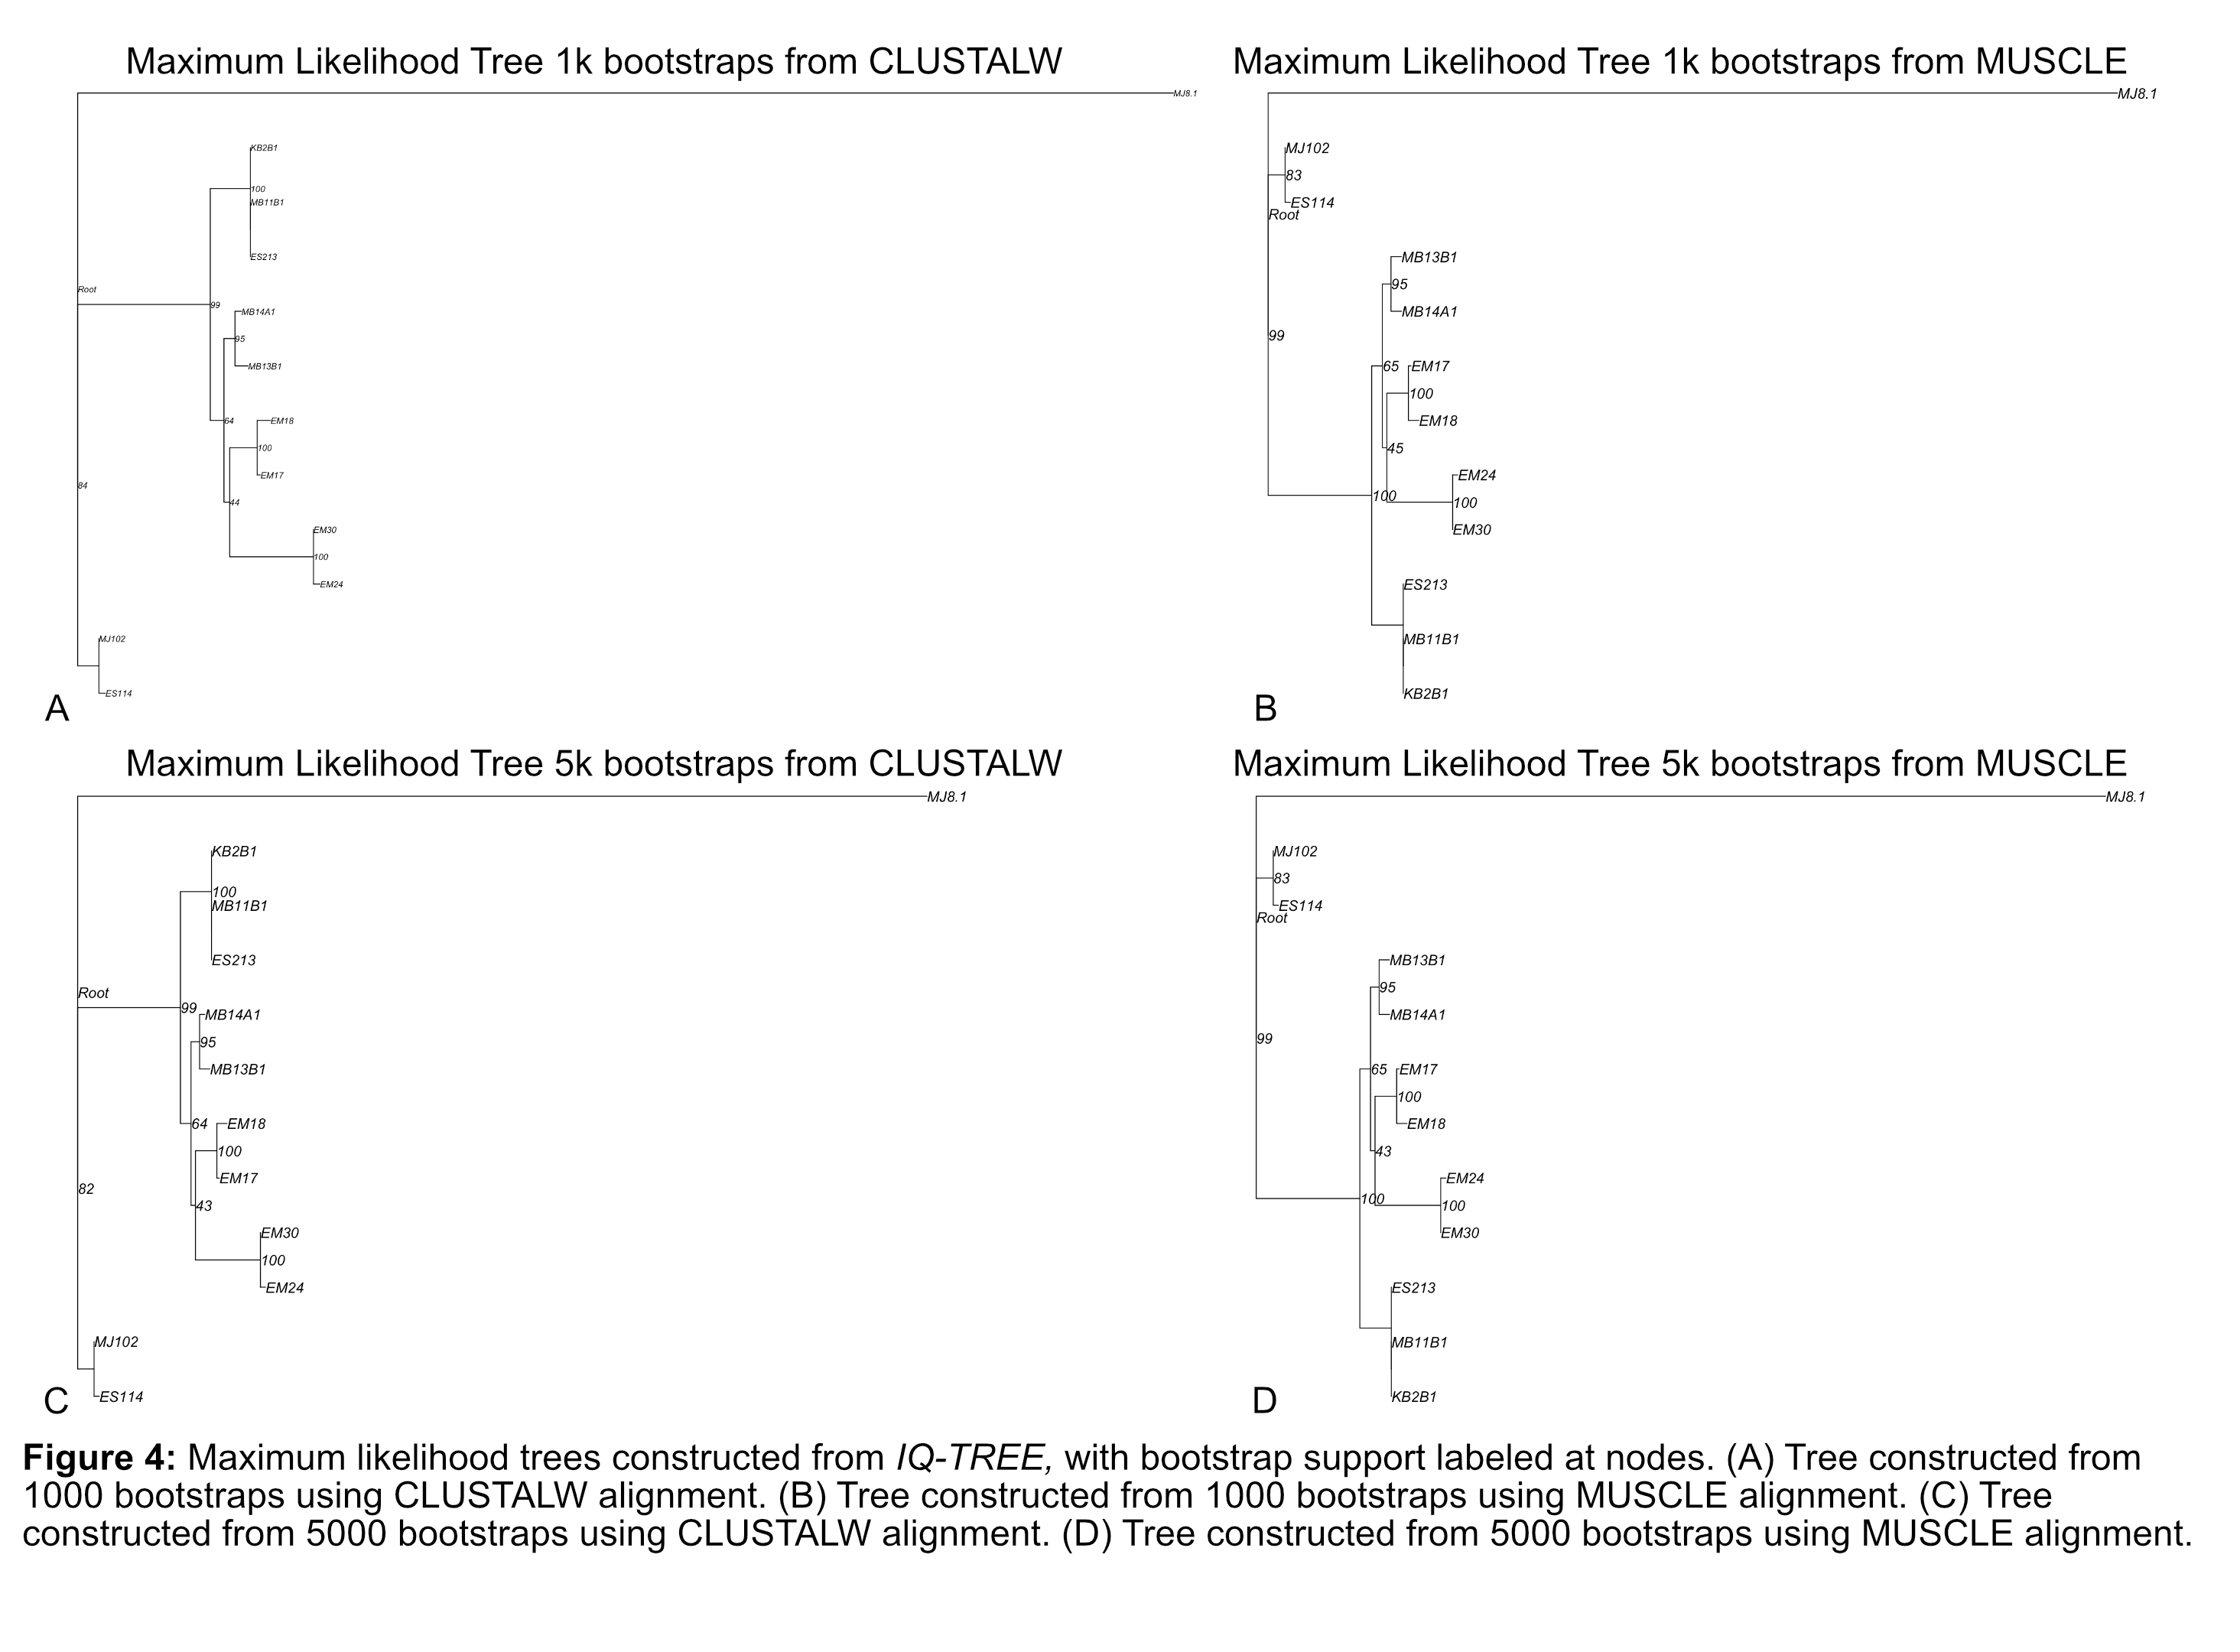 Maximum Likelihood Tree 1k bootstraps from CLUSTALW
MJ8.1
KB2B1
100
MB11B1
ES213
Root
99
MB14A1
95
MB13B1
64
EM18
100
EM17
84
44
EM30
100
EM24
MJ102
ES114
A
Maximum Likelihood Tree 1k bootstraps from MUSCLE
MJ8.1
MJ102
83
ES114
Root
MB13B1
95
MB14A1
99
65
EM17
100
EM18
45
EM24
100
100
EM30
ES213
MB11B1
KB2B1
B
Maximum Likelihood Tree 5k bootstraps from CLUSTALW
MJ8.1
KB2B1
100
MB11B1
ES213
Root
99
MB14A1
95
MB13B1
64
EM18
100
EM17
82
43
EM30
100
EM24
MJ102
ES114
C
Maximum Likelihood Tree 5k bootstraps from MUSCLE
MJ8.1
MJ102
83
ES114
Root
MB13B1
95
MB14A1
99
65
EM17
100
EM18
43
EM24
100
100
EM30
ES213
MB11B1
KB2B1
D
Figure 4: Maximum likelihood trees constructed from IQ-TREE, with bootstrap support labeled at nodes. (A) Tree constructed from
1000 bootstraps using CLUSTALW alignment. (B) Tree constructed from 1000 bootstraps using MUSCLE alignment. (C) Tree
constructed from 5000 bootstraps using CLUSTALW alignment. (D) Tree constructed from 5000 bootstraps using MUSCLE alignment.